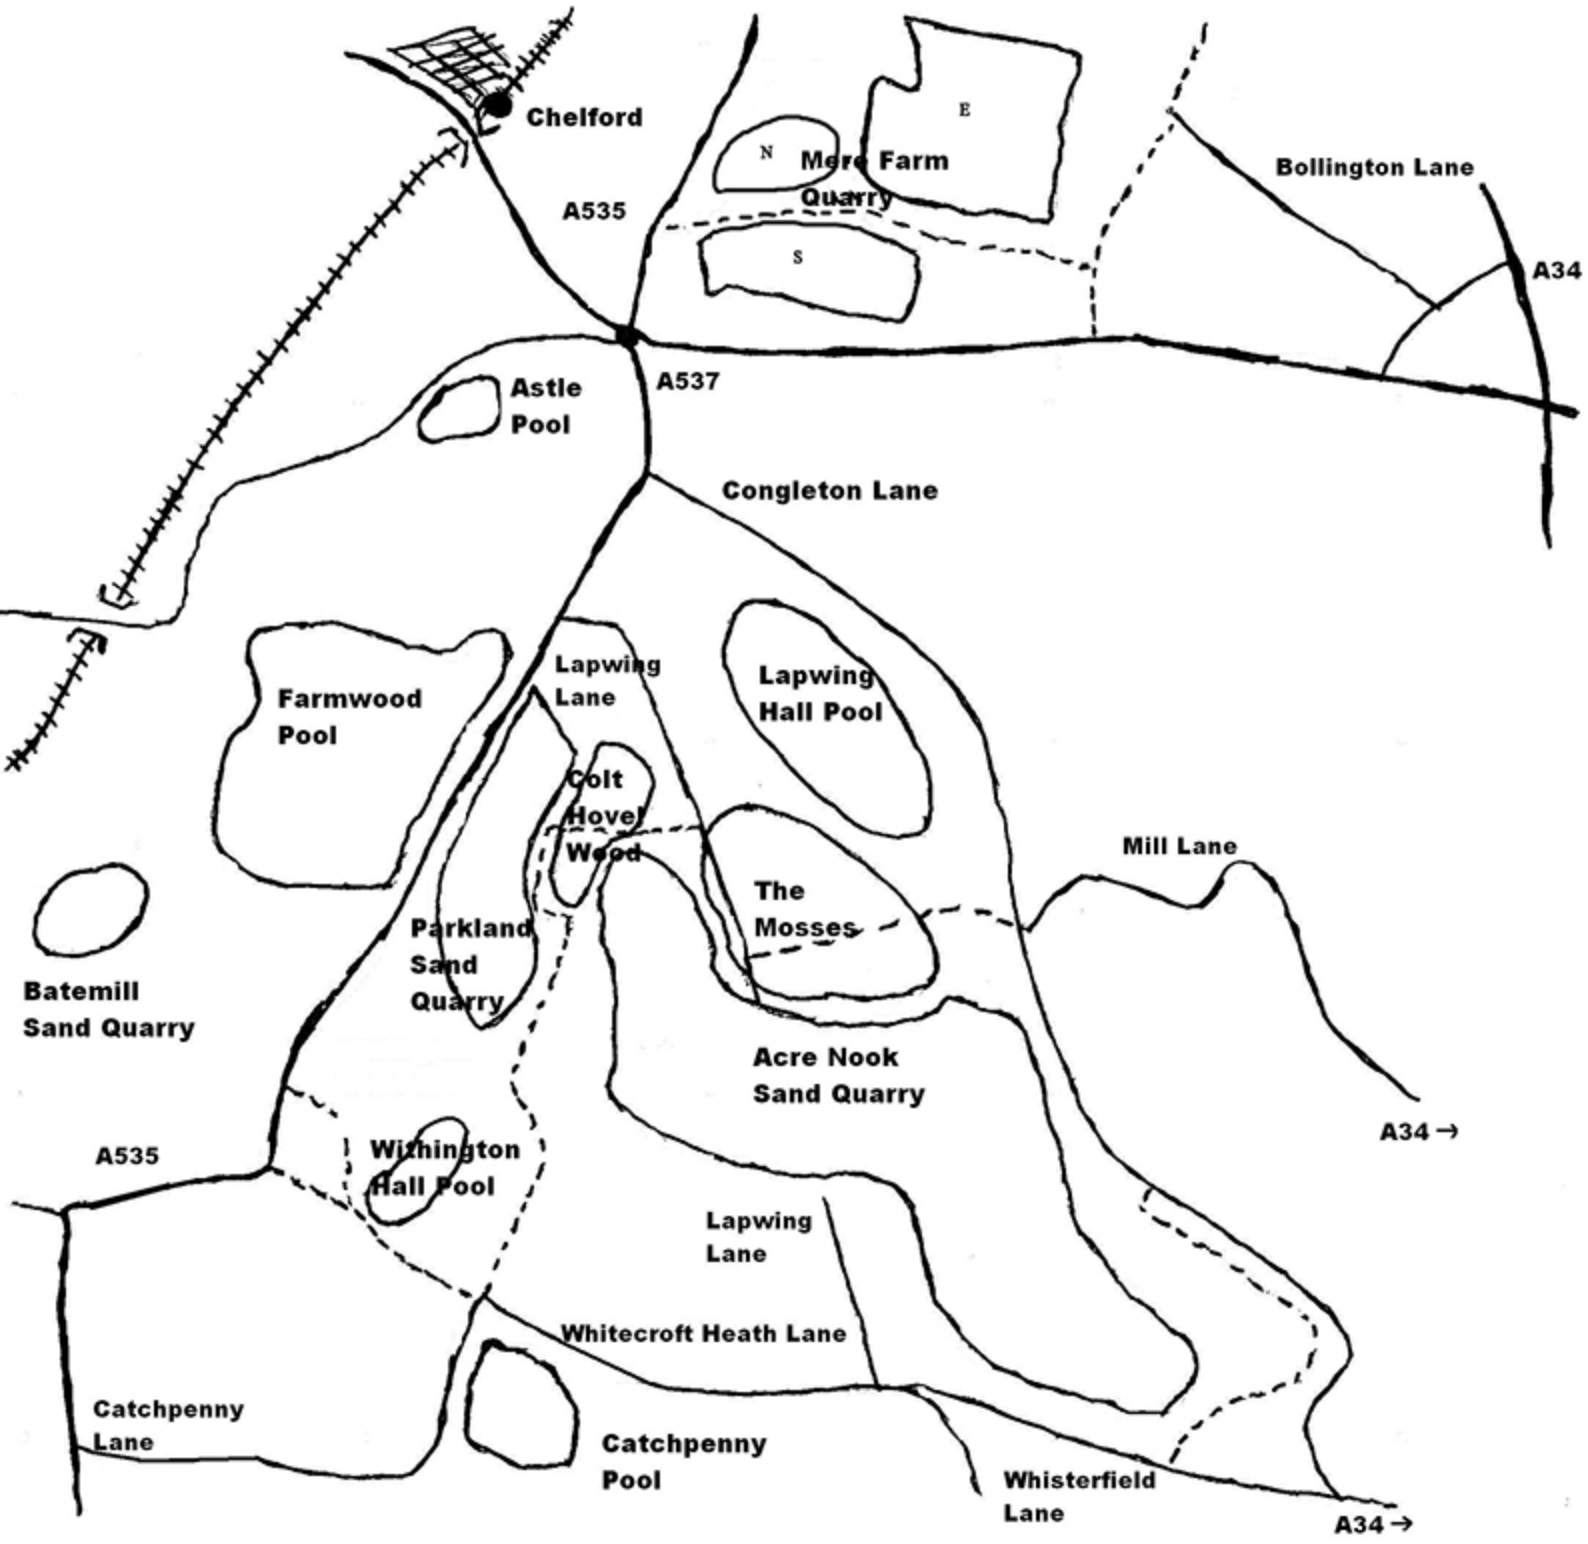 Chelford
E
N
Mere Farm
Quarry
Bollington Lane
A535
S
A34
A537
Astle
Pool
Congleton Lane
Lapwing
Lane
Lapwing
Hall Pool
Farmwood
Pool
Colt
Hovel
Wood
Mill Lane
The
Mosses
Parkland
Sand
Quarry
Batemill
Sand Quarry
Acre Nook
Sand Quarry
A34→
A535
Withington
Hall Pool
Lapwing
Lane
Whitecroft Heath Lane
Catchpenny
Lane
Catchpenny
Pool
Whisterfield
Lane
A34→